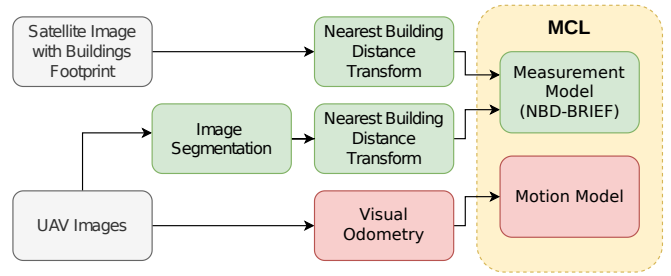 Satellite Image
with Buildings
Footprint
Nearest Building
Distance
Transform
MCL
Measurement
Model
(NBD-BRIEF)
Image
Segmentation
Nearest Building
Distance
Transform
UAV Images
Visual
Odometry
Motion Model